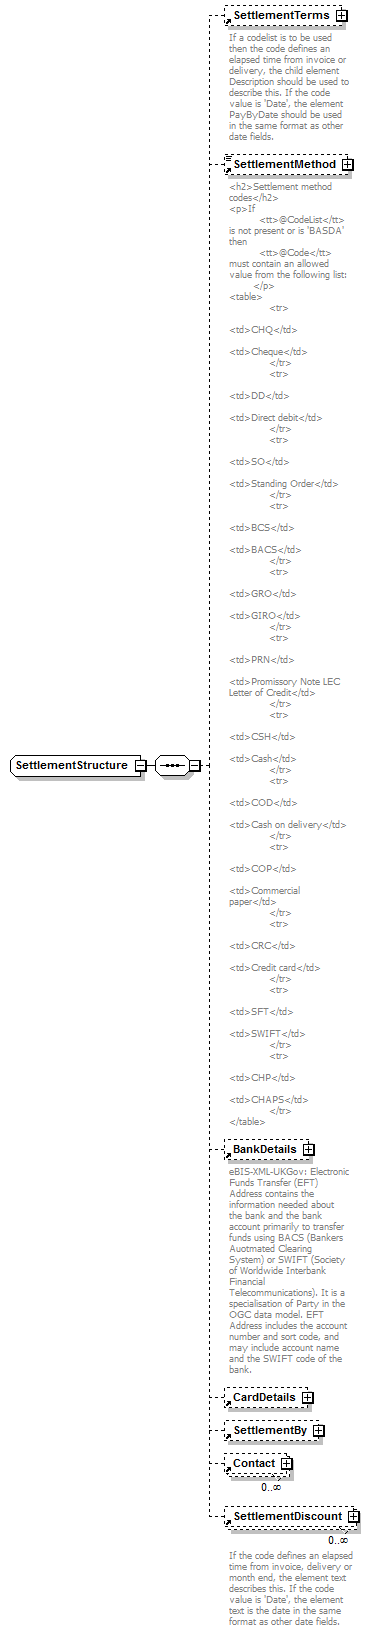 SettlementTerms
If a codelist is to be used
then the code defines an
elapsed time from invoice or
delivery, the child element
Description should be used to
describe this. If the code
value is 'Date', the element
PayByDate should be used
in the same format as other
date fields.
SettlementMethod
<h2>Settlement method
codes</h2>
<p>If
<tt>@CodeList</tt>
is not present or is 'BASDA'
then
<tt>@Code</tt>
must contain an allowed
value from the following list:
</p>
<table>
<tr>
<td>CHQ</td>
<td>Cheque</td>
</tr>
<tr>
<td>DD</td>
<td>Direct debit</td>
</tr>
<tr>
<td>SO</td>
<td>Standing Order</td>
</tr>
<tr>
<td>BCS</td>
<td>BACS</td>
</tr>
<tr>
<td>GRO</td>
<td>GIRO</td>
</tr>
<tr>
<td>PRN</td>
<td>Promissory Note LEC
Letter of Credit</td>
</tr>
<tr>
<td>CSH</td>
SettlementStructure
<td>Cash</td>
</tr>
<tr>
<td>COD</td>
<td>Cash on delivery</td>
</tr>
<tr>
<td>COP</td>
<td>Commercial
paper</td>
</tr>
<tr>
<td>CRC</td>
<td>Credit card</td>
</tr>
<tr>
<td>SFT</td>
<td>SWIFT</td>
</tr>
<tr>
<td>CHP</td>
<td>CHAPS</td>
</tr>
</table>
BankDetails
eBIS-XML-UKGov: Electronic
Funds Transfer (EFT)
Address contains the
information needed about
the bank and the bank
account primarily to transfer
funds using BACS (Bankers
Auotmated Clearing
System) or SWIFT (Society
of Worldwide Interbank
Financial
Telecommunications). It is a
specialisation of Party in the
OGC data model. EFT
Address includes the account
number and sort code, and
may include account name
and the SWIFT code of the
bank.
CardDetails
SettlementBy
Contact
0..∞
SettlementDiscount
0..∞
If the code defines an elapsed
time from invoice, delivery or
month end, the element text
describes this. If the code
value is 'Date', the element
text is the date in the same
format as other date fields.